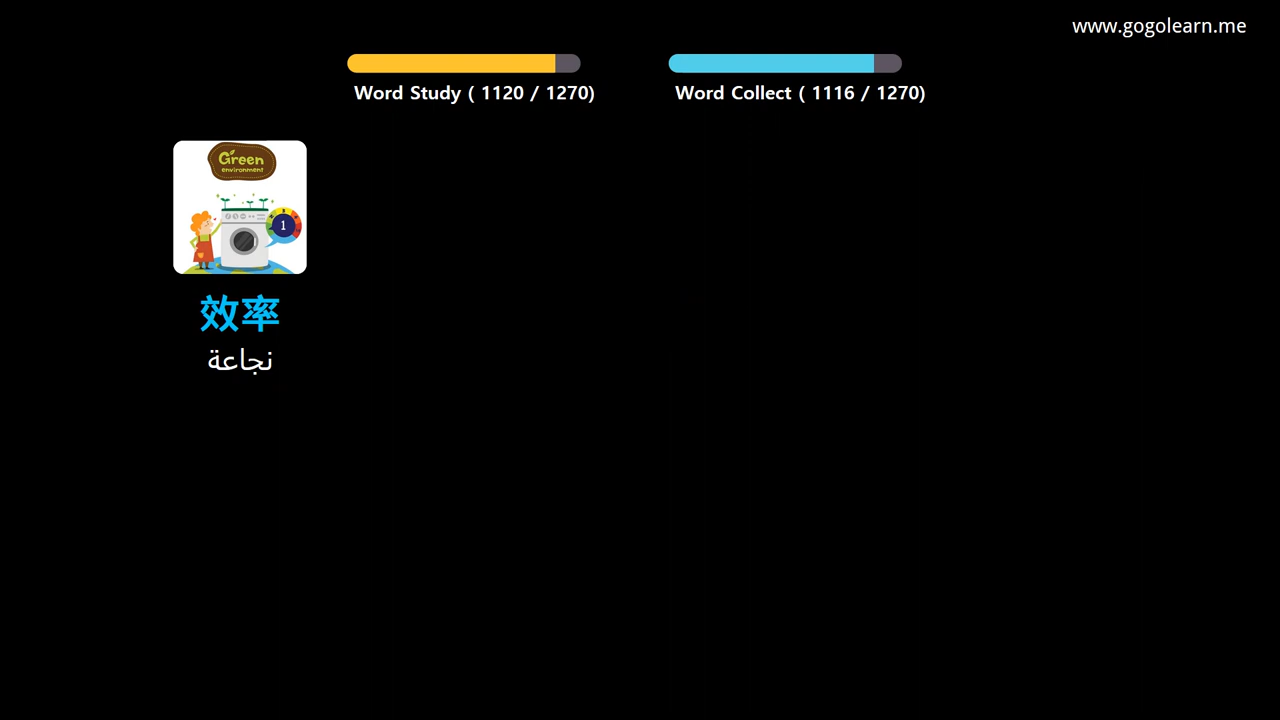 www.gogolearn.me
Word Study ( 1120 / 1270)
Word Collect ( 1116 / 1270)
Green
environment
1
效率
نجاعة